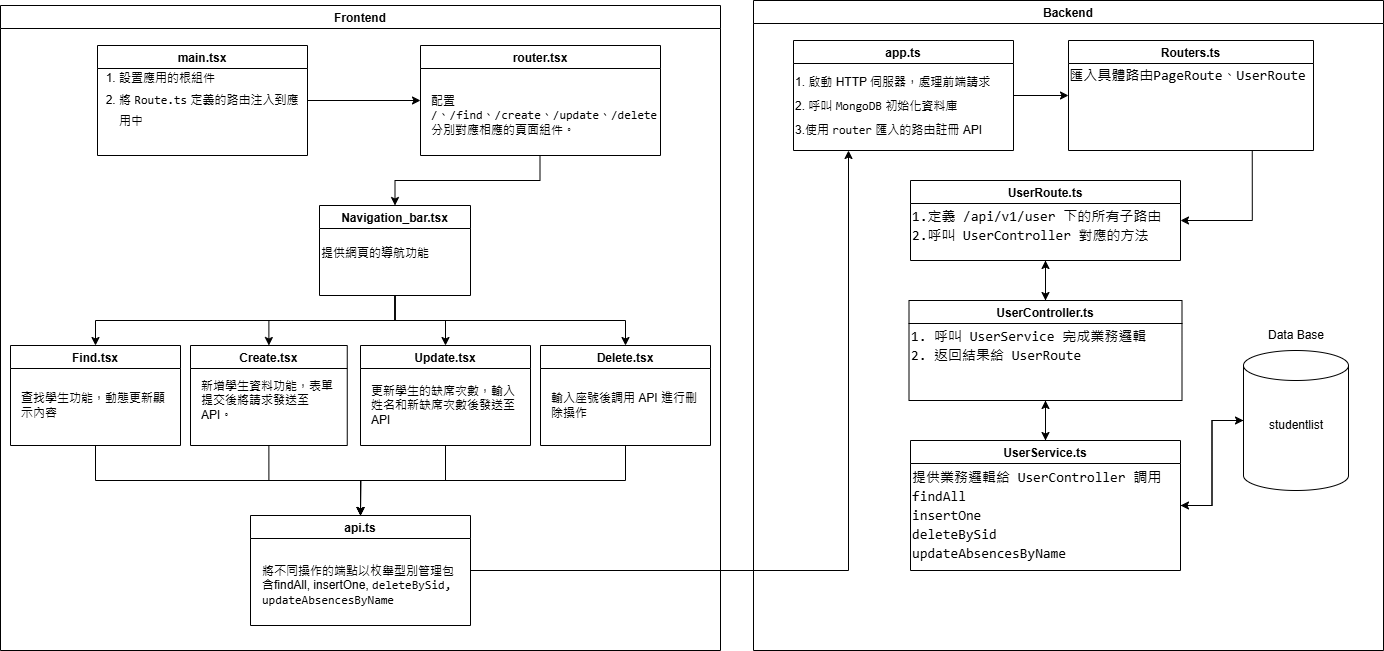 Frontend
main.tsx
1. 設置應用的根組件
2. 將 Route.ts 定義的路由注入到應
用中
router.tsx
配置
/、/find、/create、/update、/delete
分別對應相應的頁面組件。
Navigation_bar.tsx
提供網頁的導航功能
Find.tsx
查找學生功能，動態更新顯
示內容
Create.tsx
新增學生資料功能，表單
提交後將請求發送至
API。
Update.tsx
更新學生的缺席次數，輸入
姓名和新缺席次數後發送至
API
Delete.tsx
輸入座號後調用 API 進行刪
除操作
api.ts
將不同操作的端點以枚舉型別管理包
含findAll, insertOne, deleteBySid,
updateAbsencesByName
Backend
app.ts
1. 啟動 HTTP 伺服器，處理前端請求
2. 呼叫 MongoDB 初始化資料庫
3.使用 router 匯入的路由註冊 API
Routers.ts
匯入具體路由PageRoute、UserRoute
UserRoute.ts
1.定義 /api/v1/user 下的所有子路由
2.呼叫 UserController 對應的方法
UserController.ts
1. 呼叫 UserService 完成業務邏輯
2. 返回結果給 UserRoute
UserService.ts
提供業務邏輯給 UserController 調用
findAll
insertOne
deleteBySid
updateAbsencesByName
Data Base
studentlist